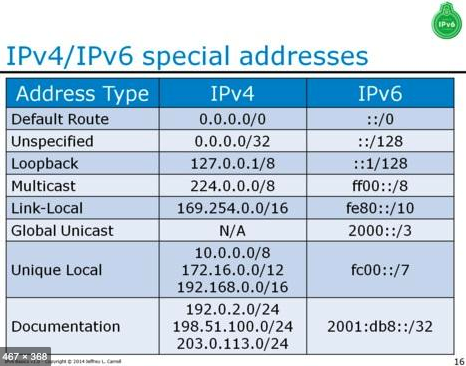 IPv6
IPv4/IPv6 special addresses
Address Type IPv4 IPv6
Default Route 0.0.0.0/0 ::/0
Unspecified 0.0.0.0/32 ::/128
Loopback 127.0.0.1/8 ::1/128
Multicast 224.0.0.0/8 ff00::/8
Link-Local 169.254.0.0/16 fe80::/10
Global Unicast N/A 2000::/3
Unique Local 10.0.0.0/8 fc00::/7
172.16.0.0/12
192.168.0.0/16
Documentation 192.0.2.0/24 2001:db8::/32
198.51.100.0/24
203.0.113.0/24
467 × 368
Copyright © 2014 Jeffrey L. Carrell
16